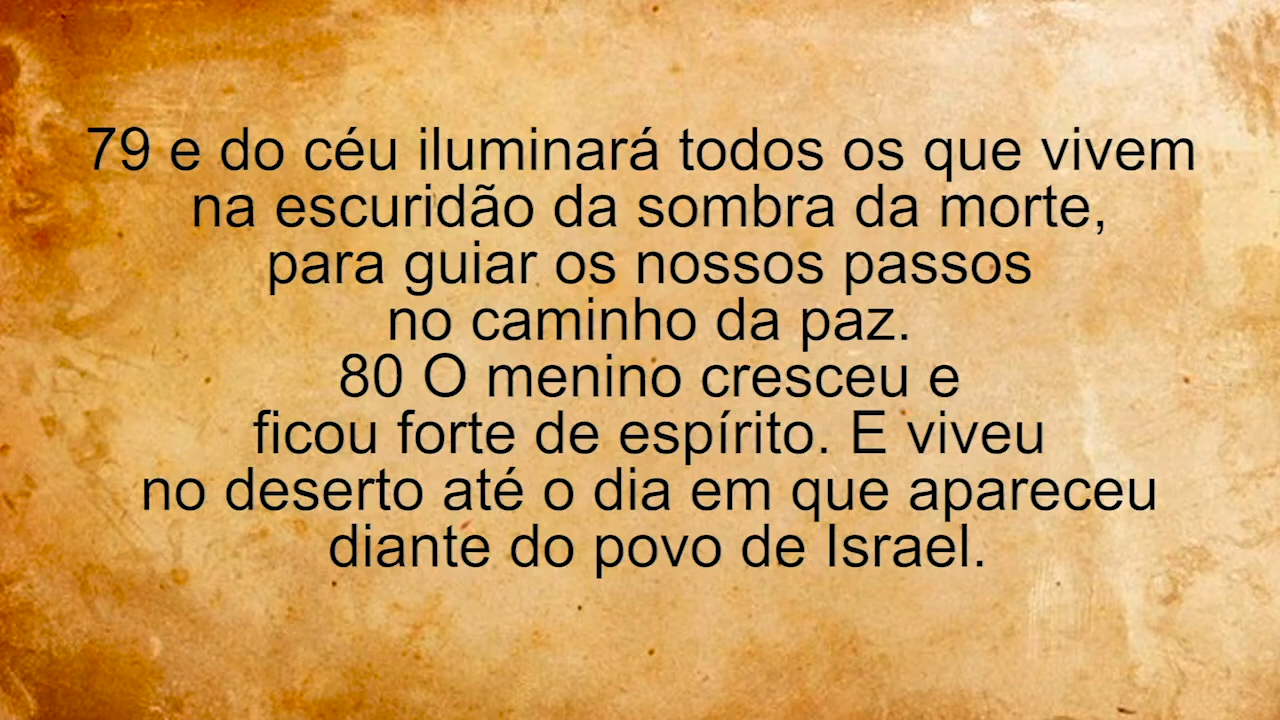 79 e do céu iluminará todos os que vivem
na escuridão da sombra da morte,
para guiar os nossos passos
no caminho da paz.
80 O menino cresceu e
ficou forte de espírito. E viveu
no deserto até o dia em que apareceu
diante do povo de Israel.